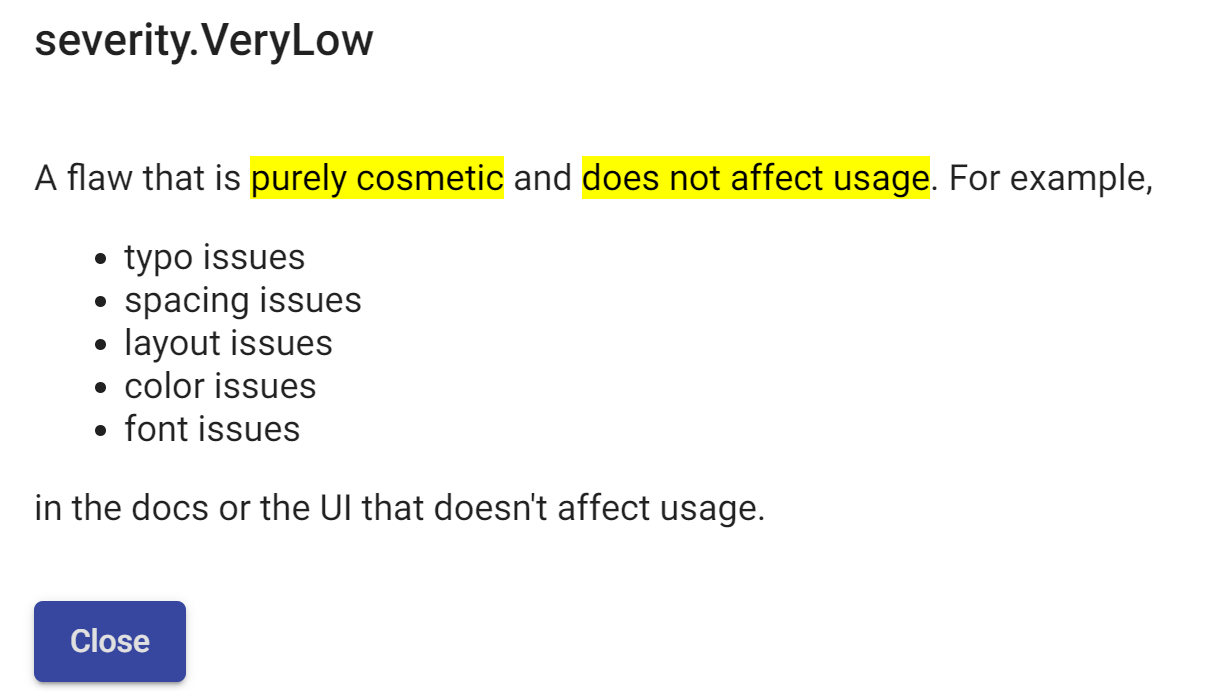 severity.VeryLow
A flaw that is purely cosmetic and does not affect usage. For example,
• typo issues
• spacing issues
• layout issues
• color issues
• font issues
in the docs or the UI that doesn't affect usage.
Close